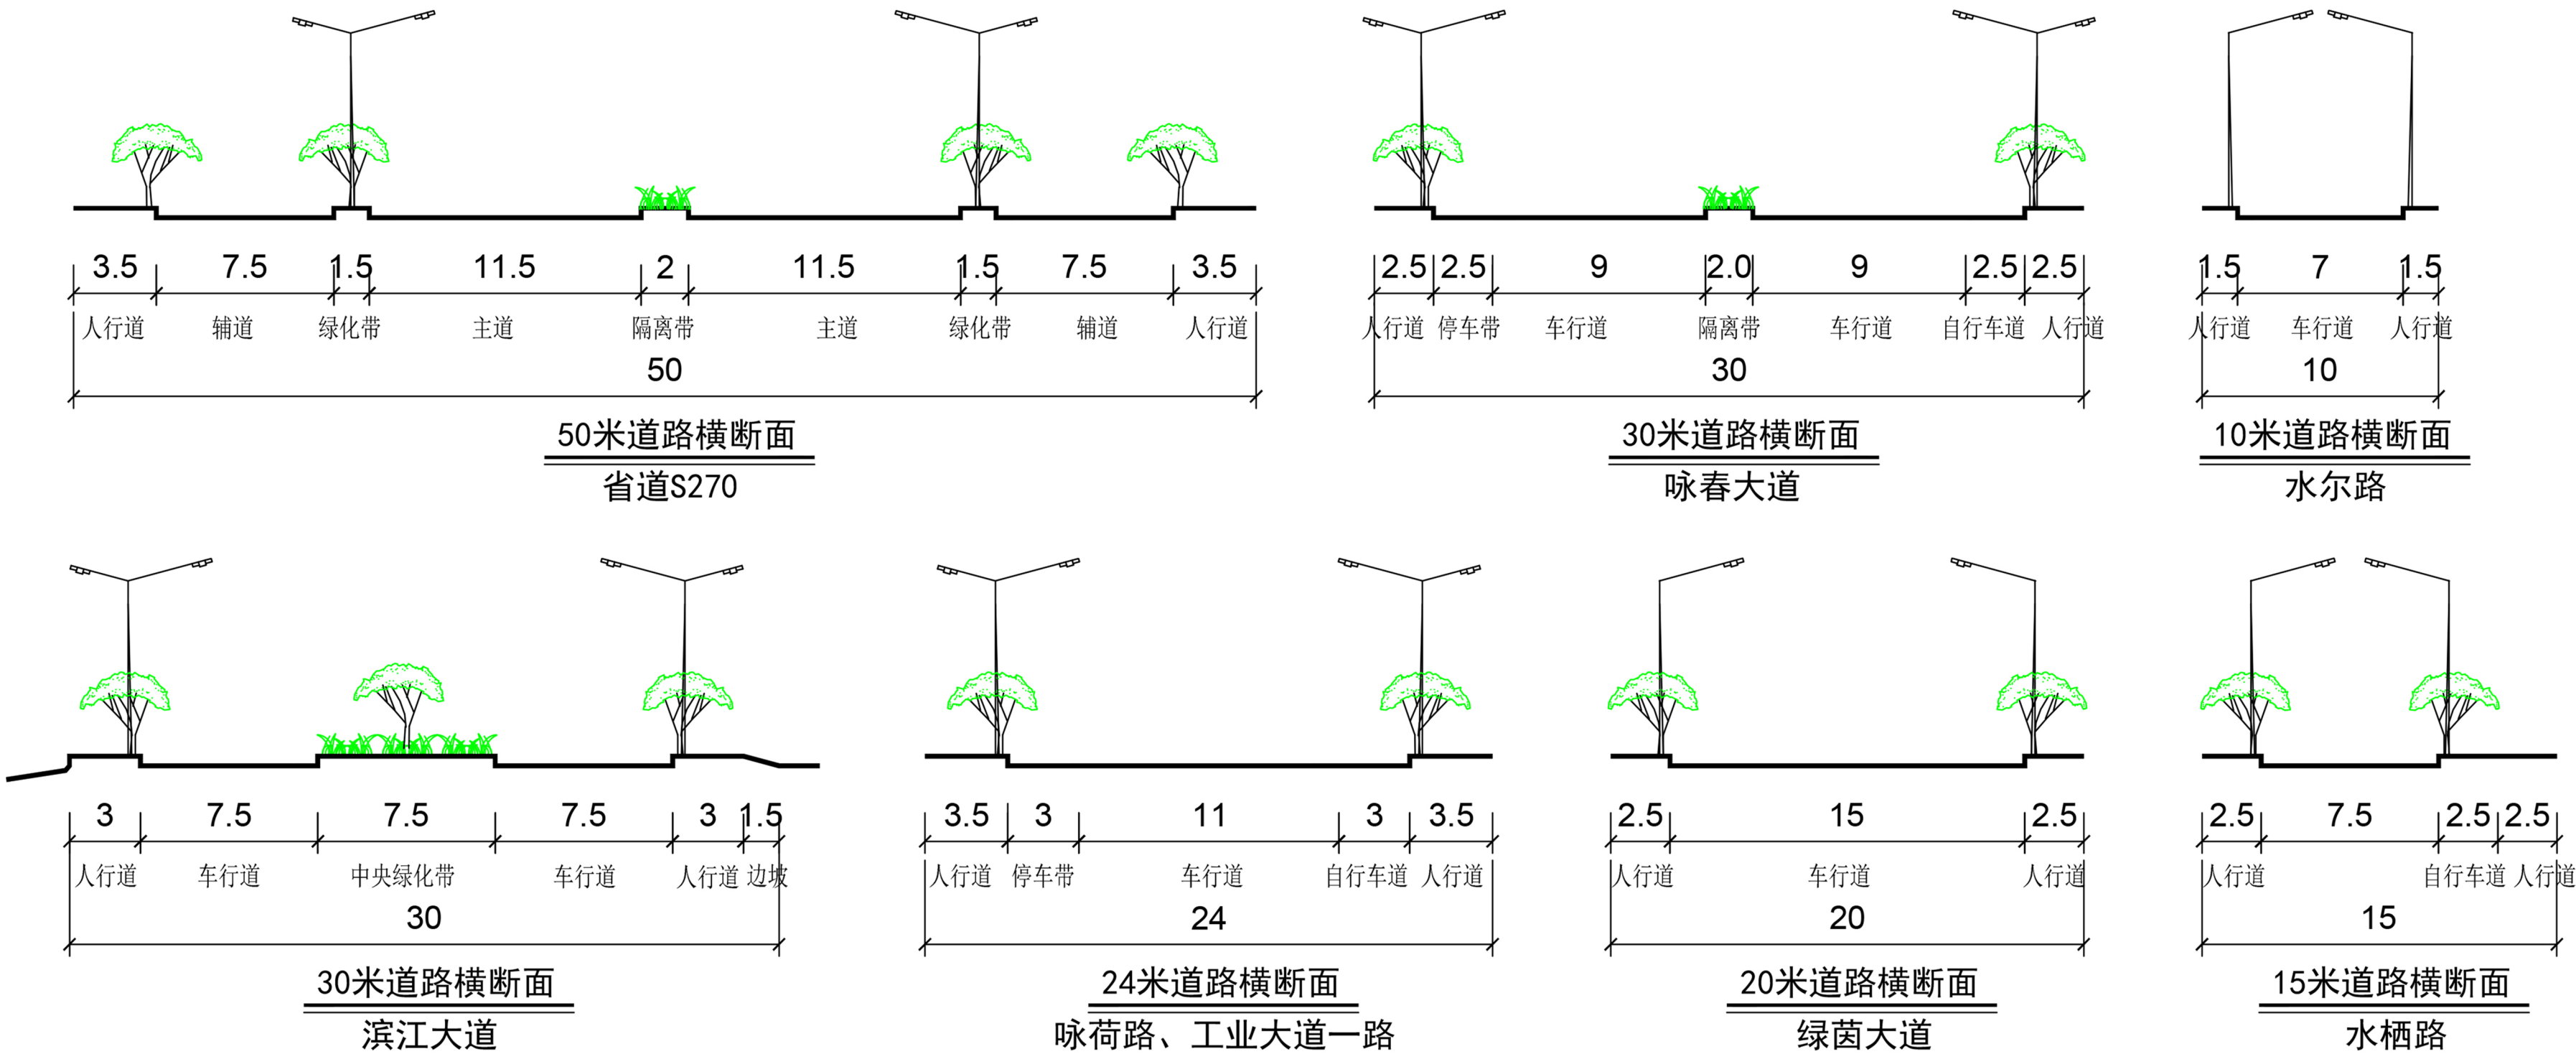 3.5 7.5 1.5 11.5 2 11.5 1.5 7.5 3.5
人行道 辅道 绿化带 主道 隔离带 主道 绿化带 辅道 人行道
50
50米道路横断面
省道S270
2.5 2.5 9 2.0 9 2.5 2.5
人行道 停车带 车行道 隔离带 车行道 自行车道 人行道
30
30米道路横断面
咏春大道
1.5 7 1.5
人行道 车行道 人行道
10
10米道路横断面
水尔路
3 7.5 7.5 7.5 3 1.5
人行道 车行道 中央绿化带 车行道 人行道 边坡
30
30米道路横断面
滨江大道
3.5 3 11 3 3.5
人行道 停车带 车行道 自行车道 人行道
24
24米道路横断面
咏荷路、工业大道一路
2.5 15 2.5
人行道 车行道 人行道
20
20米道路横断面
绿茵大道
2.5 7.5 2.5 2.5
人行道 自行车道 人行道
15
15米道路横断面
水栖路